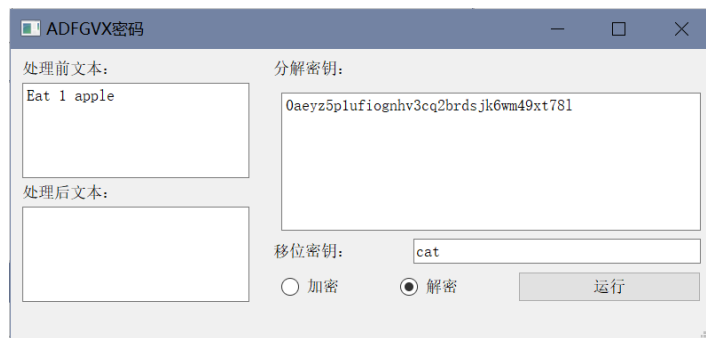 ADFGVX密码
处理前文本：
Eat 1 apple
处理后文本：
分解密钥：
0aeyz5p1ufiognhv3cq2brdsjk6wm49xt78l
移位密钥：
cat
加密
解密
运行